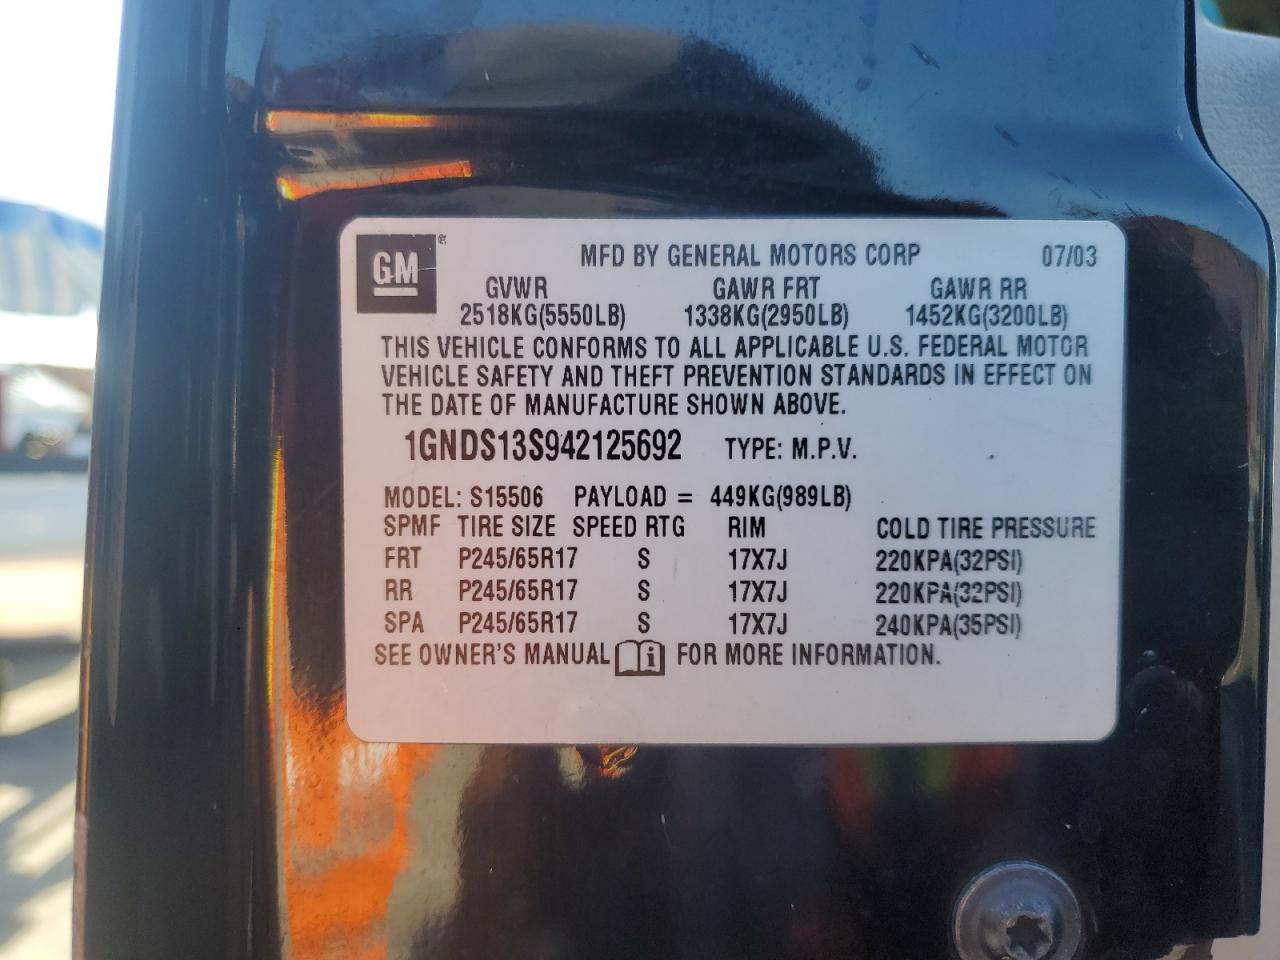 GM® MFD BY GENERAL MOTORS CORP 07/03
GVWR GAWR FRT GAWR RR
2518KG(5550LB) 1338KG(2950LB) 1452KG(3200LB)
THIS VEHICLE CONFORMS TO ALL APPLICABLE U.S. FEDERAL MOTOR
VEHICLE SAFETY AND THEFT PREVENTION STANDARDS IN EFFECT ON
THE DATE OF MANUFACTURE SHOWN ABOVE.
1GNDS13S942125692 TYPE: M.P.V.
MODEL: S15506 PAYLOAD = 449KG(989LB)
SPMF TIRE SIZE SPEED RTG RIM COLD TIRE PRESSURE
FRT P245/65R17 S 17X7J 220KPA(32PSI)
RR P245/65R17 S 17X7J 220KPA(32PSI)
SPA P245/65R17 S 17X7J 240KPA(35PSI)
SEE OWNER'S MANUAL i FOR MORE INFORMATION.